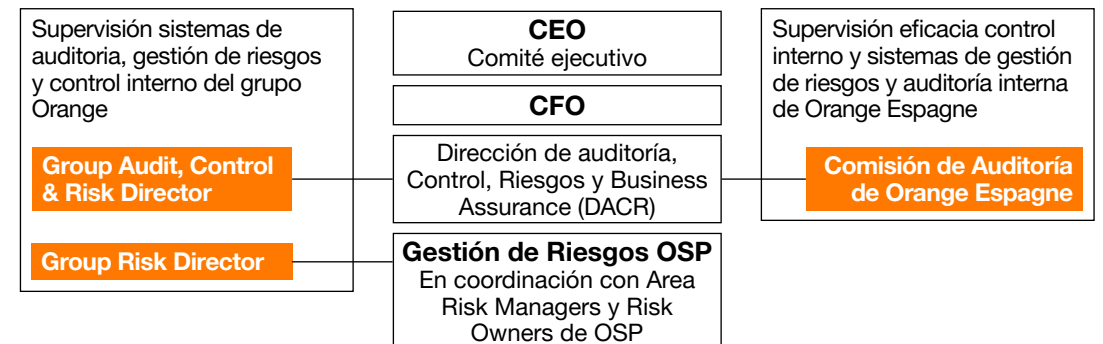 Supervisión sistemas de
auditoria, gestión de riesgos
y control interno del grupo
Orange
Group Audit, Control
& Risk Director
Group Risk Director
CEO
Comité ejecutivo
CFO
Dirección de auditoría,
Control, Riesgos y Business
Assurance (DACR)
Gestión de Riesgos OSP
En coordinación con Area
Risk Managers y Risk
Owners de OSP
Supervisión eficacia control
interno y sistemas de gestión
de riesgos y auditoría interna
de Orange Espagne
Comisión de Auditoría
de Orange Espagne